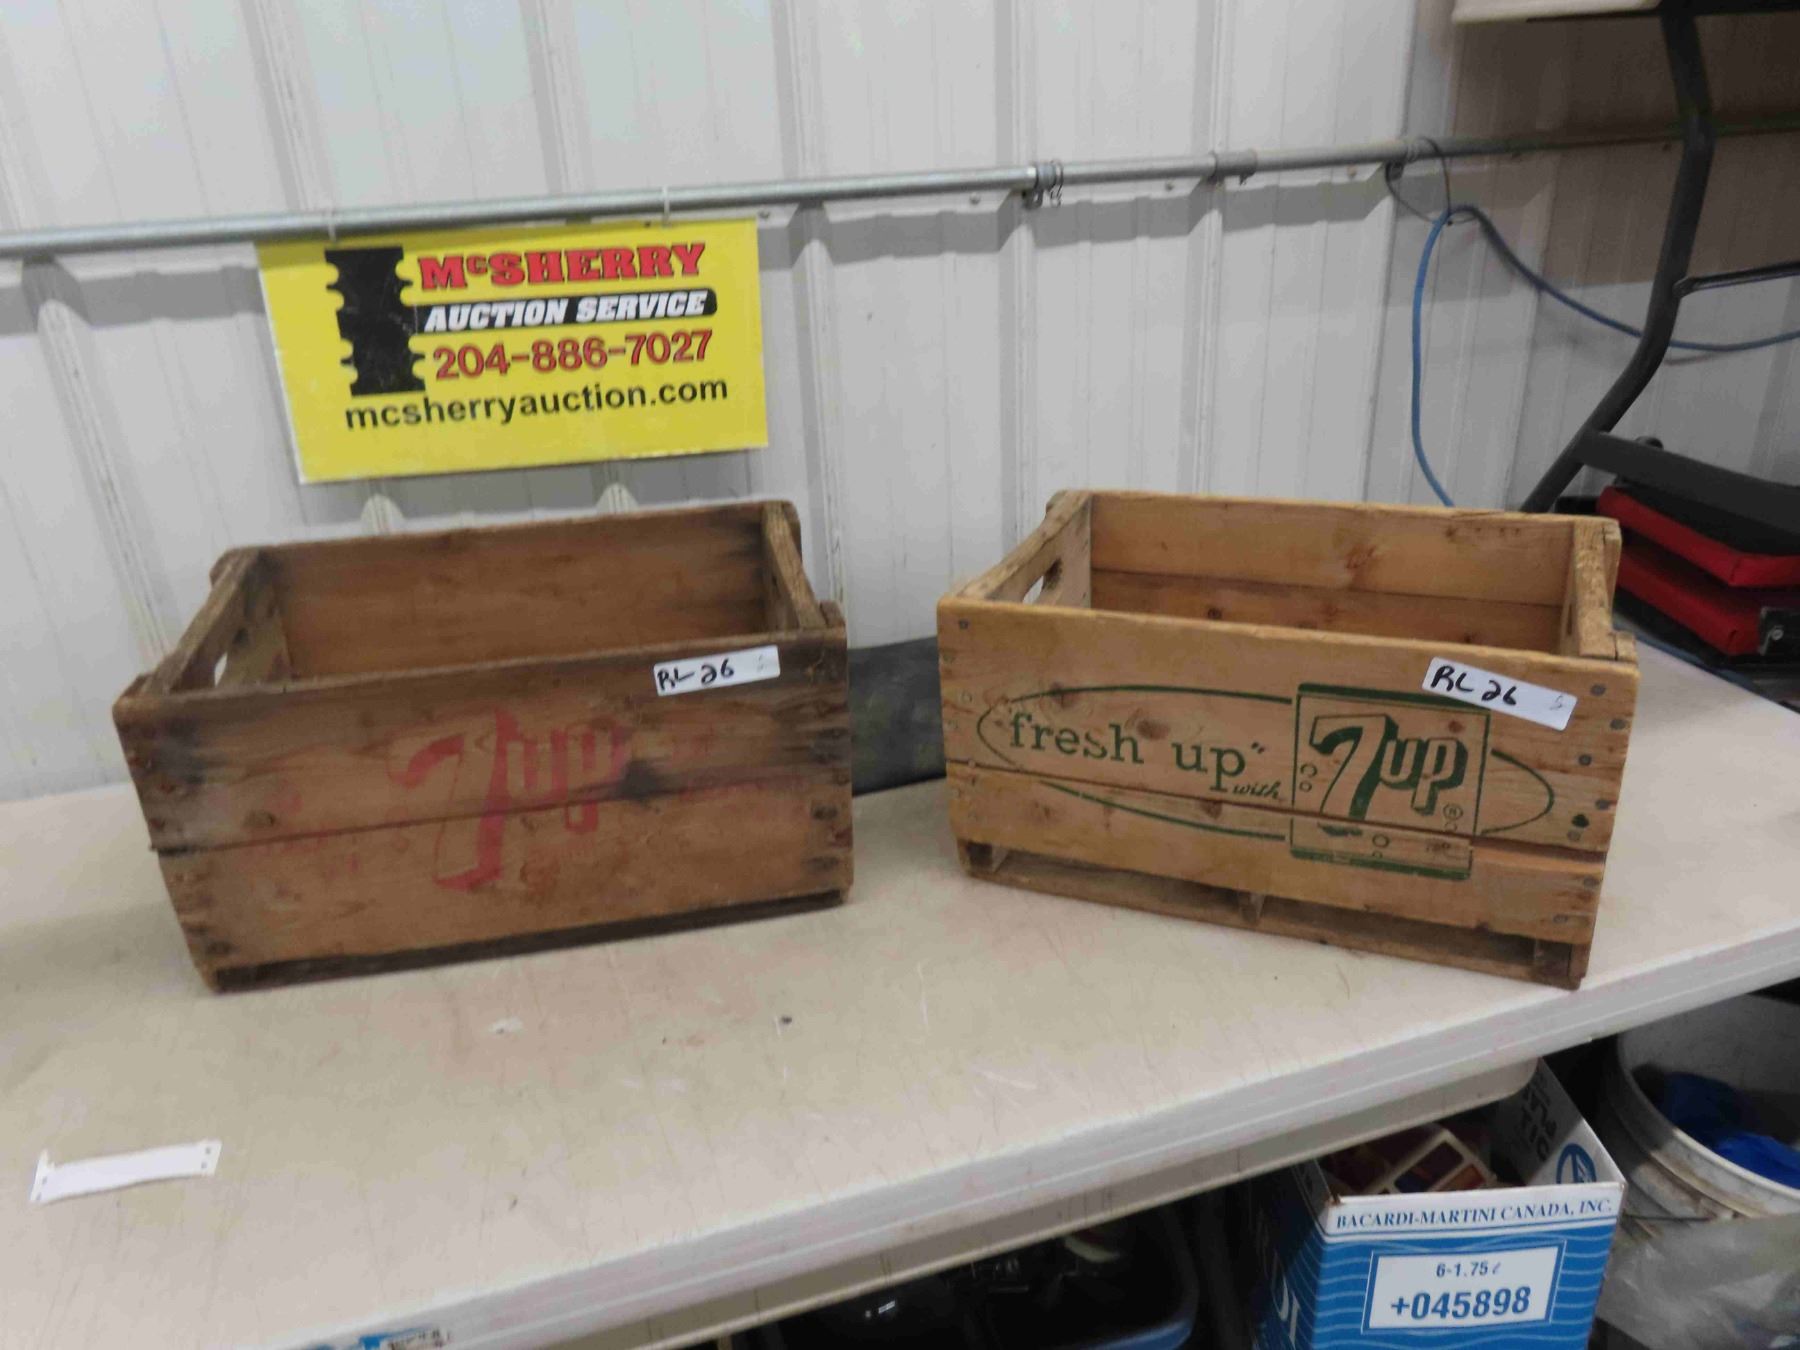 McSHERRY
AUCTION SERVICE
204-886-7027
mcsherryauction.com
RL 26
7up
RL 26
"fresh up"
with
7up®
BACARDI-MARTINI CANADA, INC.
6-1.75ℓ
+045898